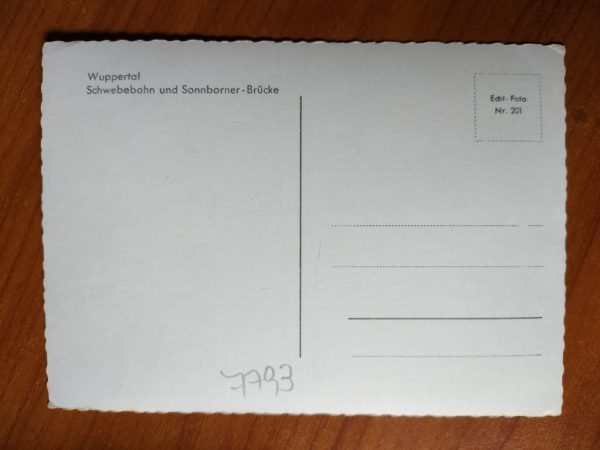 Wuppertal
Schwebebahn und Sonnborner-Brücke
Echt-Foto
Nr. 201
7793